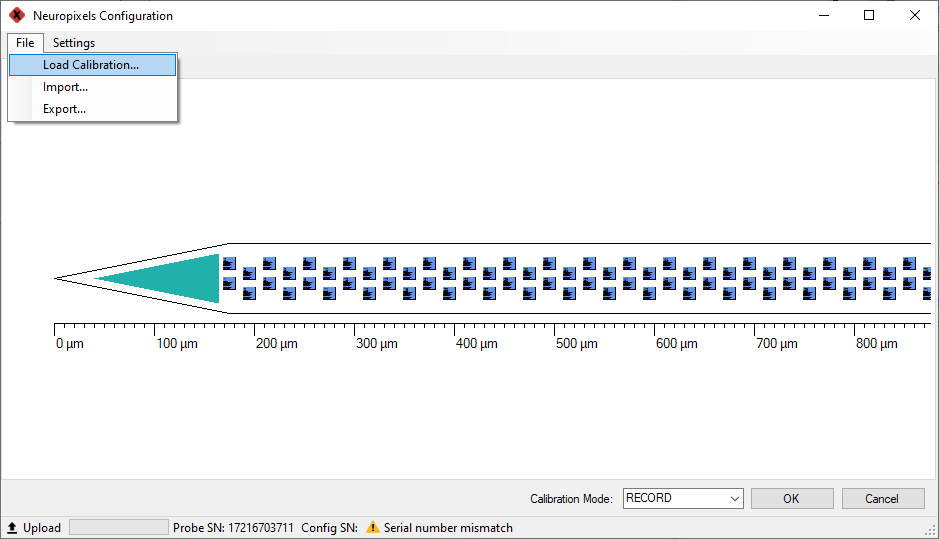 Neuropixels Configuration
File Settings
Load Calibration...
Import...
Export...
0 µm 100 µm 200 µm 300 µm 400 µm 500 µm 600 µm 700 µm 800 µm
Calibration Mode: RECORD OK Cancel
Upload Probe SN: 17216703711 Config SN: Serial number mismatch